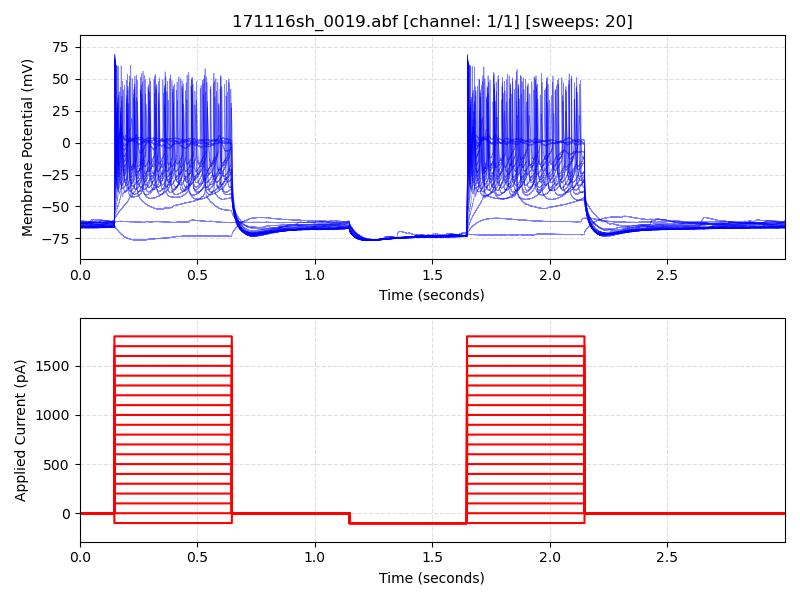 171116sh_0019.abf [channel: 1/1] [sweeps: 20]
Membrane Potential (mV)
75
50
25
0
−25
−50
−75
0.0 0.5 1.0 1.5 2.0 2.5
Time (seconds)
Applied Current (pA)
1500
1000
500
0
0.0 0.5 1.0 1.5 2.0 2.5
Time (seconds)